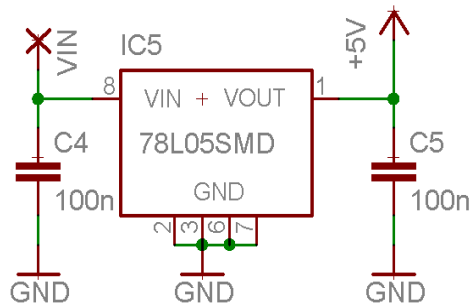 VIN
IC5
+5V
8
1
VIN + VOUT
C4
78L05SMD
C5
100n
GND
100n
2
3
6
7
GND
GND
GND